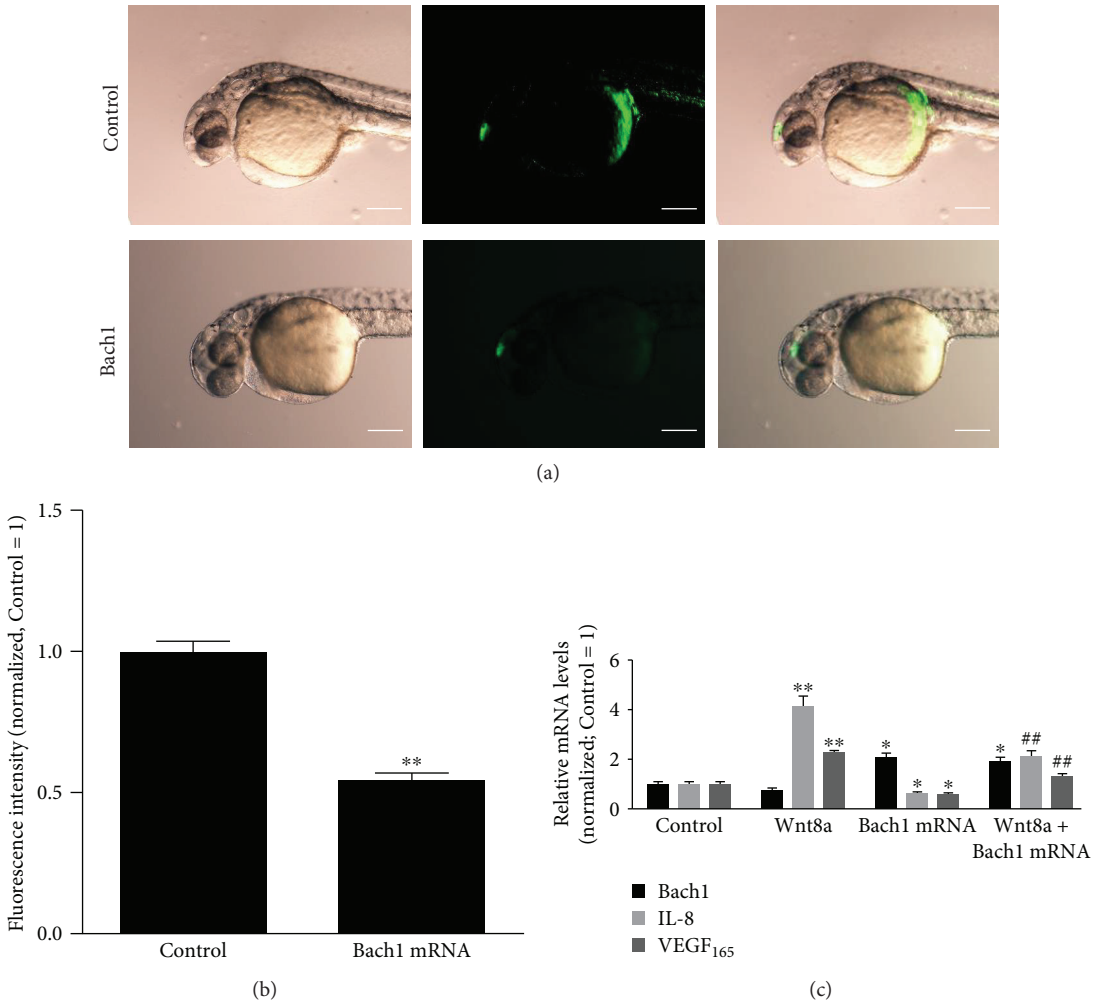 Control
Bach1
(a)
Fluorescence intensity (normalized, Control = 1)
1.5
1.0
0.5
0.0
**
Control
Bach1 mRNA
(b)
Relative mRNA levels
(normalized; Control = 1)
6
4
2
0
** ** * * * * ## ##
Control
Wnt8a
Bach1 mRNA
Wnt8a +
Bach1 mRNA
Bach1
IL-8
VEGF₁₆₅
(c)